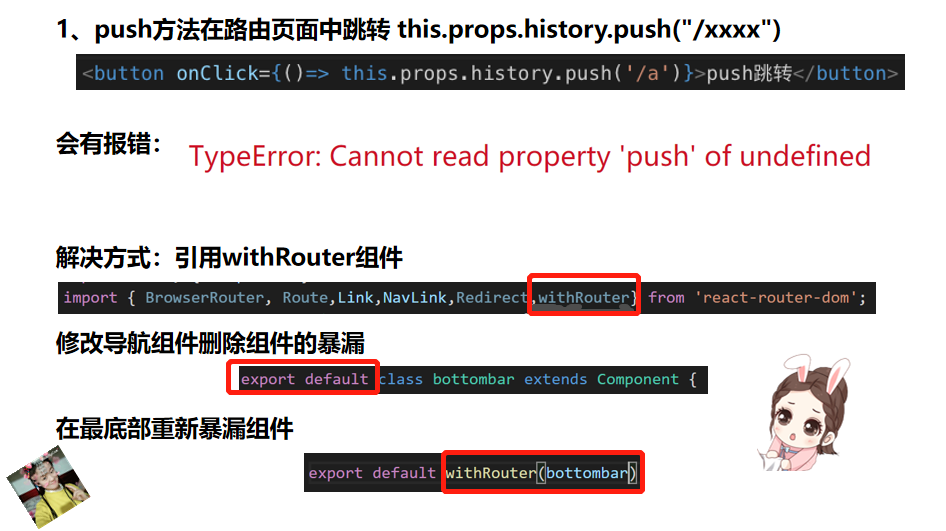 1、push方法在路由页面中跳转 this.props.history.push("/xxxx")
<button onClick={()=> this.props.history.push('/a')}>push跳转</button>
会有报错：
TypeError: Cannot read property 'push' of undefined
解决方式：引用withRouter组件
import { BrowserRouter, Route,Link,NavLink,Redirect,withRouter} from 'react-router-dom';
修改导航组件删除组件的暴漏
export default class bottombar extends Component {
在最底部重新暴漏组件
export default withRouter(bottombar)